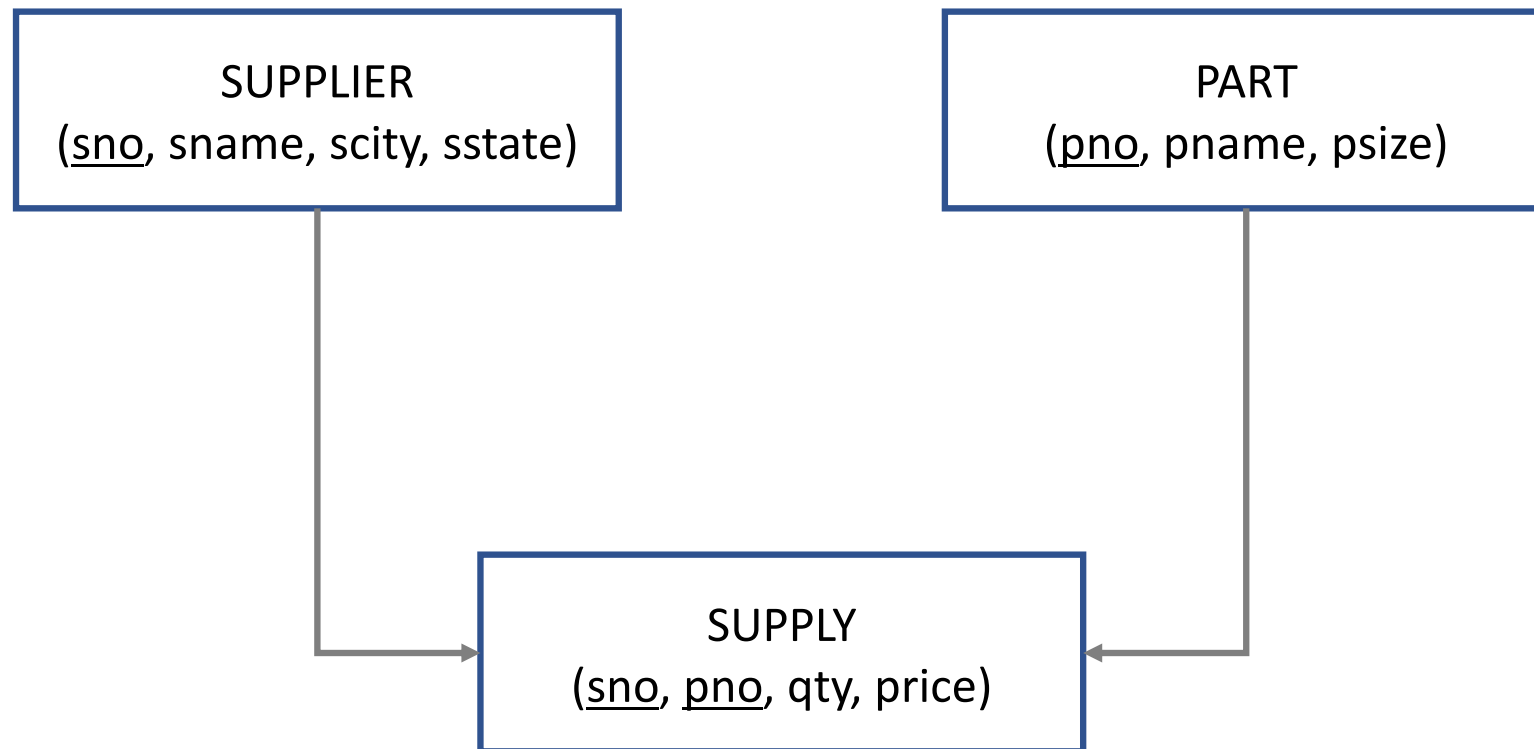 SUPPLIER
(sno, sname, scity, sstate)
PART
(pno, pname, psize)
SUPPLY
(sno, pno, qty, price)